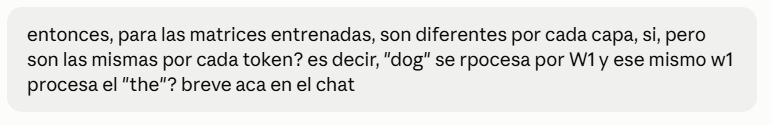 entonces, para las matrices entrenadas, son diferentes por cada capa, si, pero
son las mismas por cada token? es decir, "dog" se rpocesa por W1 y ese mismo w1
procesa el "the"? breve aca en el chat